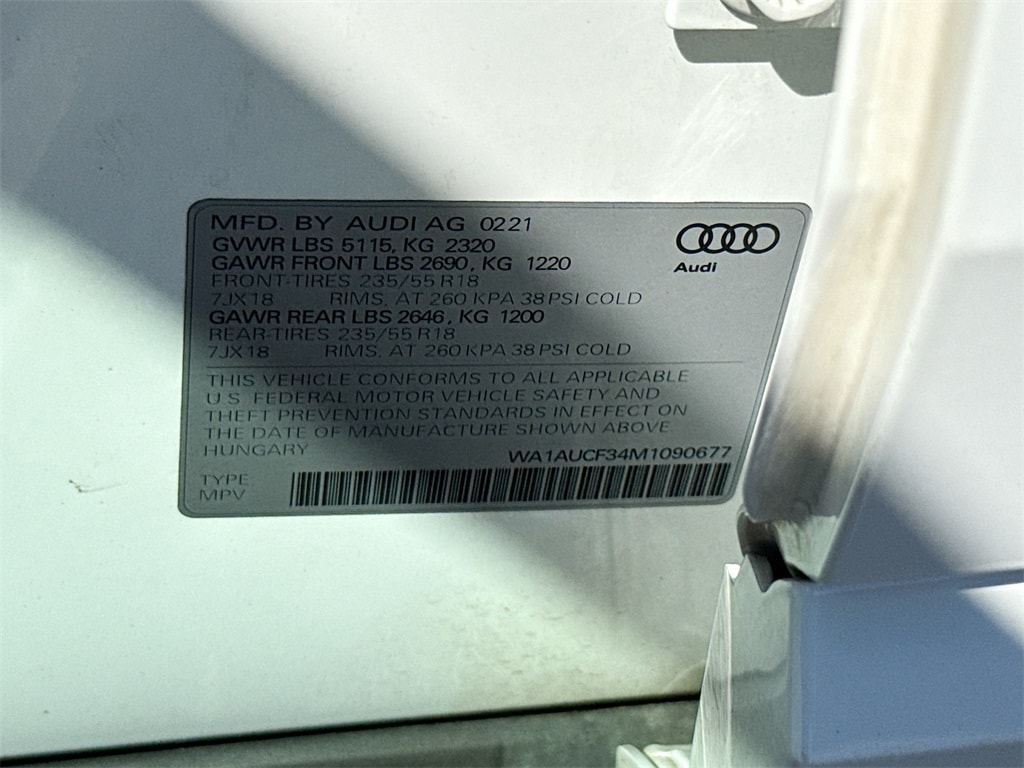 MFD. BY AUDI AG 0221
GVWR LBS 5115, KG 2320
GAWR FRONT LBS 2690, KG 1220
FRONT-TIRES 235/55 R18
7JX18 RIMS, AT 260 KPA 38 PSI COLD
GAWR REAR LBS 2646, KG 1200
REAR-TIRES 235/55 R18
7JX18 RIMS, AT 260 KPA 38 PSI COLD
Audi
THIS VEHICLE CONFORMS TO ALL APPLICABLE
U.S. FEDERAL MOTOR VEHICLE SAFETY AND
THEFT PREVENTION STANDARDS IN EFFECT ON
THE DATE OF MANUFACTURE SHOWN ABOVE
HUNGARY WA1AUCF34M1090677
TYPE
MPV